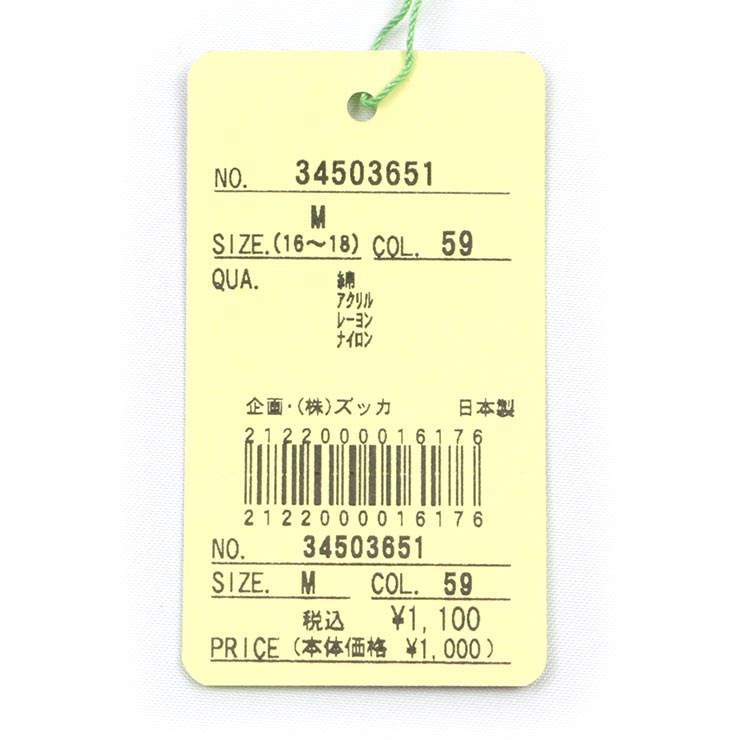 NO. 34503651
M
SIZE.(16〜18) COL. 59
QUA. 綿
アクリル
レーヨン
ナイロン
企画・(株)ズッカ 日本製
2122000016176
2122000016176
NO. 34503651
SIZE. M COL. 59
税込 ¥1,100
PRICE (本体価格 ¥1,000)